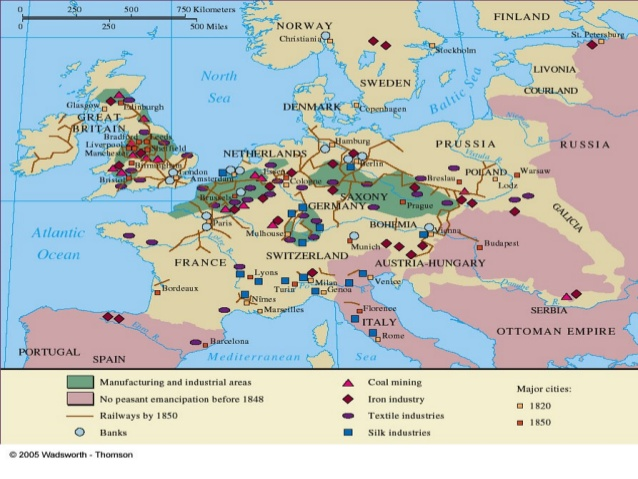 0 250 500 750 Kilometers
0 250 500 Miles
FINLAND
NORWAY
Christiania
St. Petersburg
Stockholm
North
Sea
SWEDEN
LIVONIA
COURLAND
Baltic Sea
Glasgow
Edinburgh
DENMARK
Copenhagen
GREAT
BRITAIN
Bradford
Leeds
Liverpool
Sheffield
Manchester
Birmingham
Bristol
London
Hamburg
PRUSSIA
RUSSIA
NETHERLANDS
Berlin
Amsterdam
Essen
Cologne
POLAND
Warsaw
Breslau
Lodz
Brussels
SAXONY
GERMANY
Prague
GALICIA
Atlantic
Ocean
Paris
BOHEMIA
Vienna
Mulhouse
Munich
Budapest
FRANCE
SWITZERLAND
AUSTRIA-HUNGARY
Lyons
Milan
Turin
Venice
Genoa
Bordeaux
Nîmes
Marseilles
Danube R.
SERBIA
Florence
ITALY
OTTOMAN EMPIRE
Rome
Ebro R.
Barcelona
PORTUGAL
SPAIN
Mediterranean Sea
Manufacturing and industrial areas
No peasant emancipation before 1848
Railways by 1850
Banks
Coal mining
Iron industry
Textile industries
Silk industries
Major cities:
1820
1850
© 2005 Wadsworth - Thomson